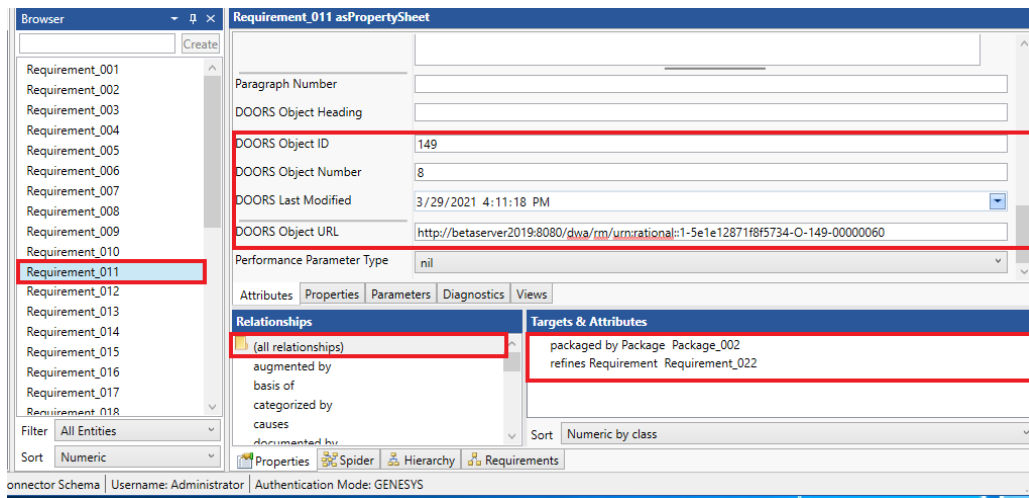 Browser
Create
Requirement_001
Requirement_002
Requirement_003
Requirement_004
Requirement_005
Requirement_006
Requirement_007
Requirement_008
Requirement_009
Requirement_010
Requirement_011
Requirement_012
Requirement_013
Requirement_014
Requirement_015
Requirement_016
Requirement_017
Requirement_018
Filter All Entities
Sort Numeric
Requirement_011 asPropertySheet
Paragraph Number
DOORS Object Heading
DOORS Object ID 149
DOORS Object Number 8
DOORS Last Modified 3/29/2021 4:11:18 PM
DOORS Object URL http://betaserver2019:8080/dwa/rm/urn:rational::1-5e1e12871f8f5734-O-149-00000060
Performance Parameter Type nil
Attributes Properties Parameters Diagnostics Views
Relationships
(all relationships)
augmented by
basis of
categorized by
causes
documented by
Targets & Attributes
packaged by Package Package_002
refines Requirement Requirement_022
Sort Numeric by class
Properties Spider Hierarchy Requirements
onnector Schema Username: Administrator Authentication Mode: GENESYS